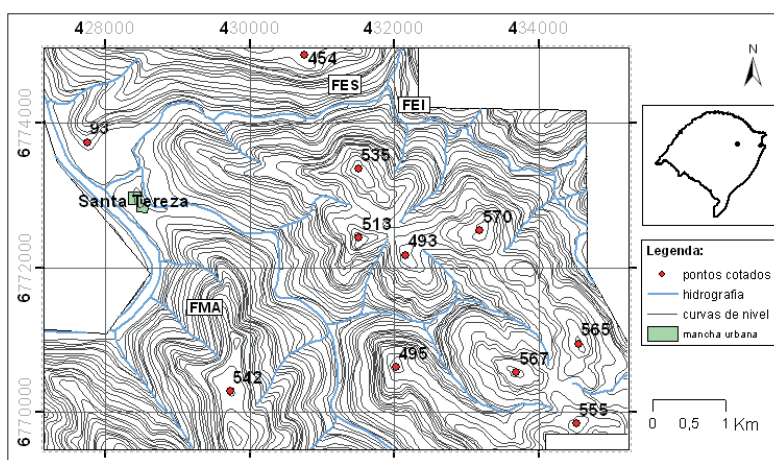 428000 430000 432000 434000
454
FES
FEI
N
6774000
93
535
Santa Tereza
570
513
493
6772000
FMA
565
495
567
542
6770000
555
Legenda:
pontos cotados
hidrografia
curvas de nível
mancha urbana
0 0,5 1 Km